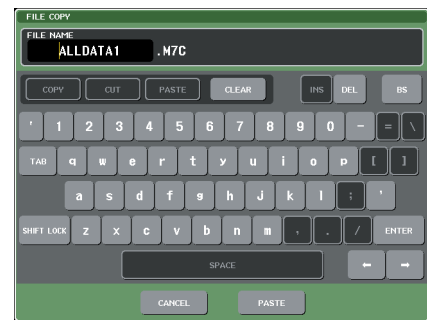 FILE COPY
FILE NAME
ALLDATA1 .M7C
COPY CUT PASTE CLEAR INS DEL BS
' 1 2 3 4 5 6 7 8 9 0 - = \
TAB q w e r t y u i o p [ ]
a s d f g h j k l ; '
SHIFT LOCK z x c v b n m , . / ENTER
SPACE ← →
CANCEL PASTE